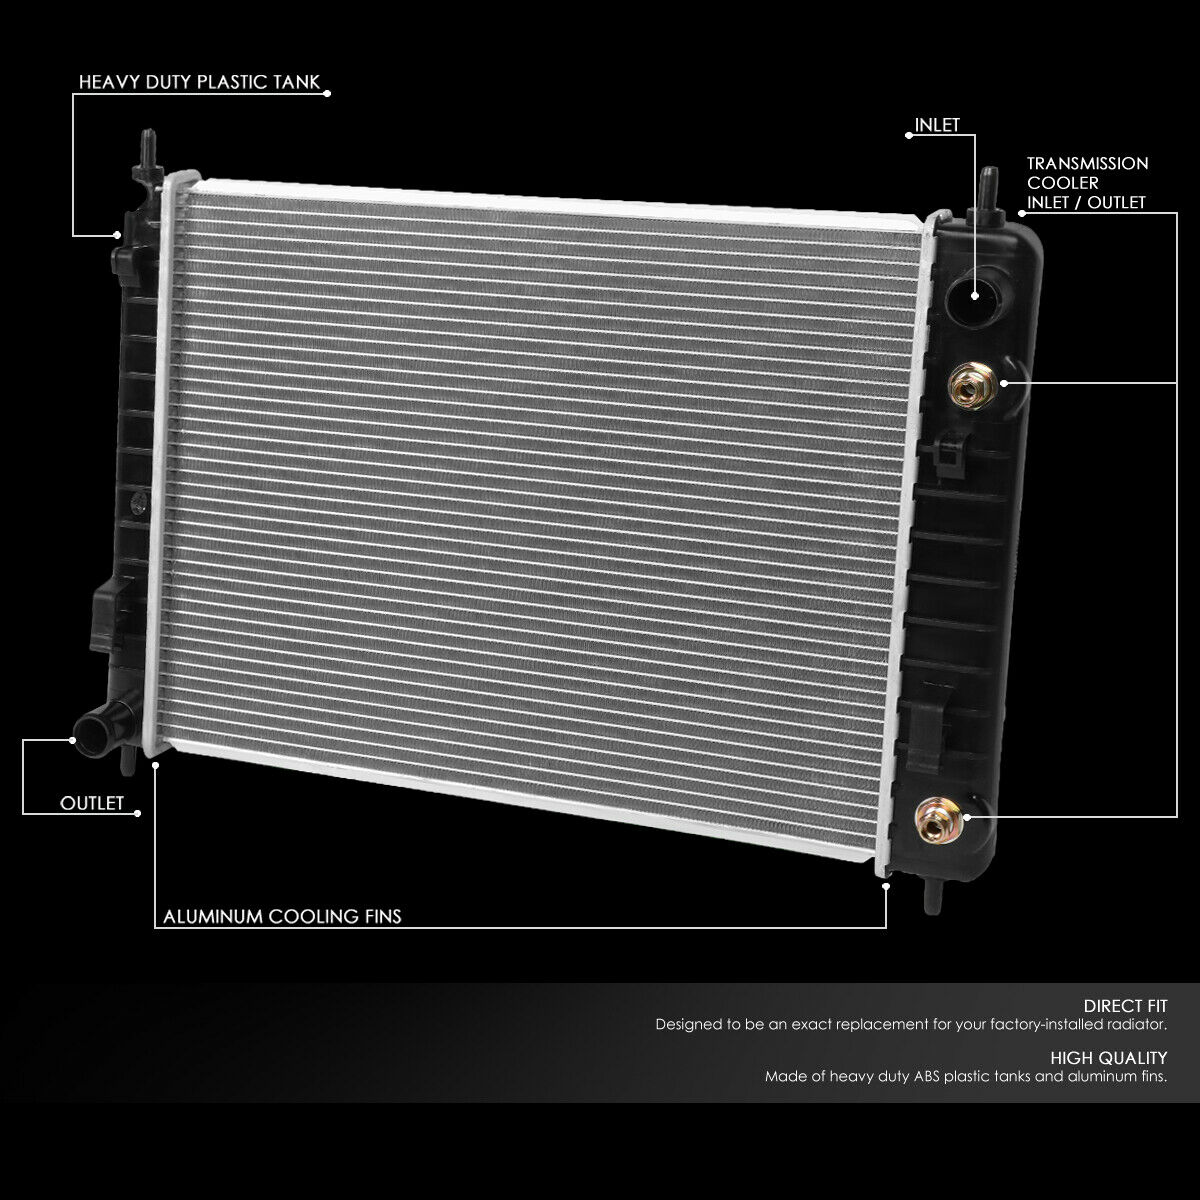 HEAVY DUTY PLASTIC TANK
INLET
TRANSMISSION
COOLER
INLET / OUTLET
OUTLET
ALUMINUM COOLING FINS
DIRECT FIT
Designed to be an exact replacement for your factory-installed radiator.
HIGH QUALITY
Made of heavy duty ABS plastic tanks and aluminum fins.